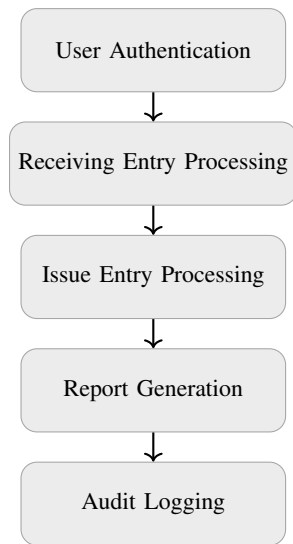 User Authentication
Receiving Entry Processing
Issue Entry Processing
Report Generation
Audit Logging